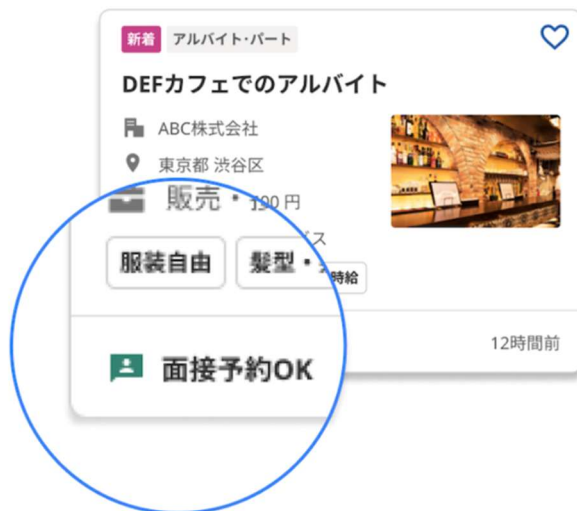 新着 アルバイト・パート
DEFカフェでのアルバイト
ABC株式会社
東京都 渋谷区
販売・
00 円
ス
服装自由 髪型・
時給
面接予約OK
12時間前